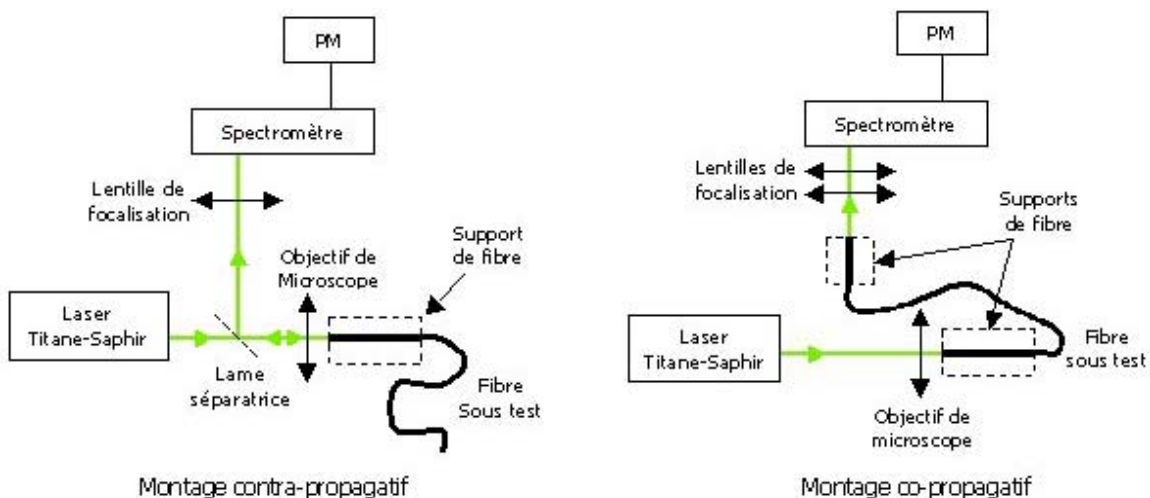 PM
Spectromètre
Lentille de
focalisation
Objectif de
Microscope
Support
de fibre
Laser
Titane-Saphir
Lame
séparatrice
Fibre
Sous test
Montage contra-propagatif
PM
Spectromètre
Lentilles de
focalisation
Supports
de fibre
Laser
Titane-Saphir
Fibre
sous test
Objectif de
microscope
Montage co-propagatif